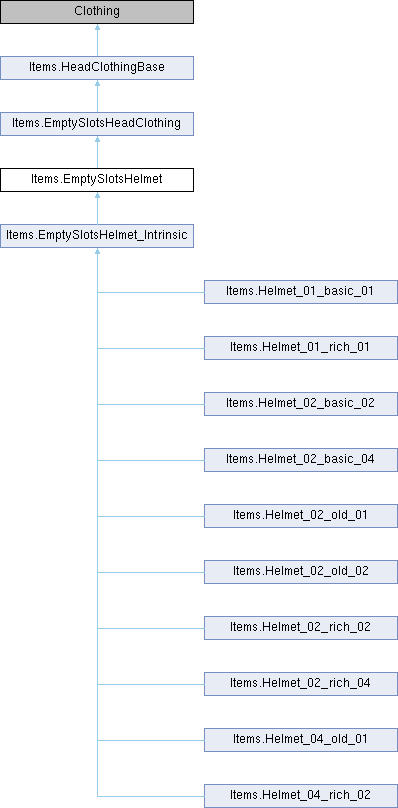 Clothing
Items.HeadClothingBase
Items.EmptySlotsHeadClothing
Items.EmptySlotsHelmet
Items.EmptySlotsHelmet_Intrinsic
Items.Helmet_01_basic_01
Items.Helmet_01_rich_01
Items.Helmet_02_basic_02
Items.Helmet_02_basic_04
Items.Helmet_02_old_01
Items.Helmet_02_old_02
Items.Helmet_02_rich_02
Items.Helmet_02_rich_04
Items.Helmet_04_old_01
Items.Helmet_04_rich_02